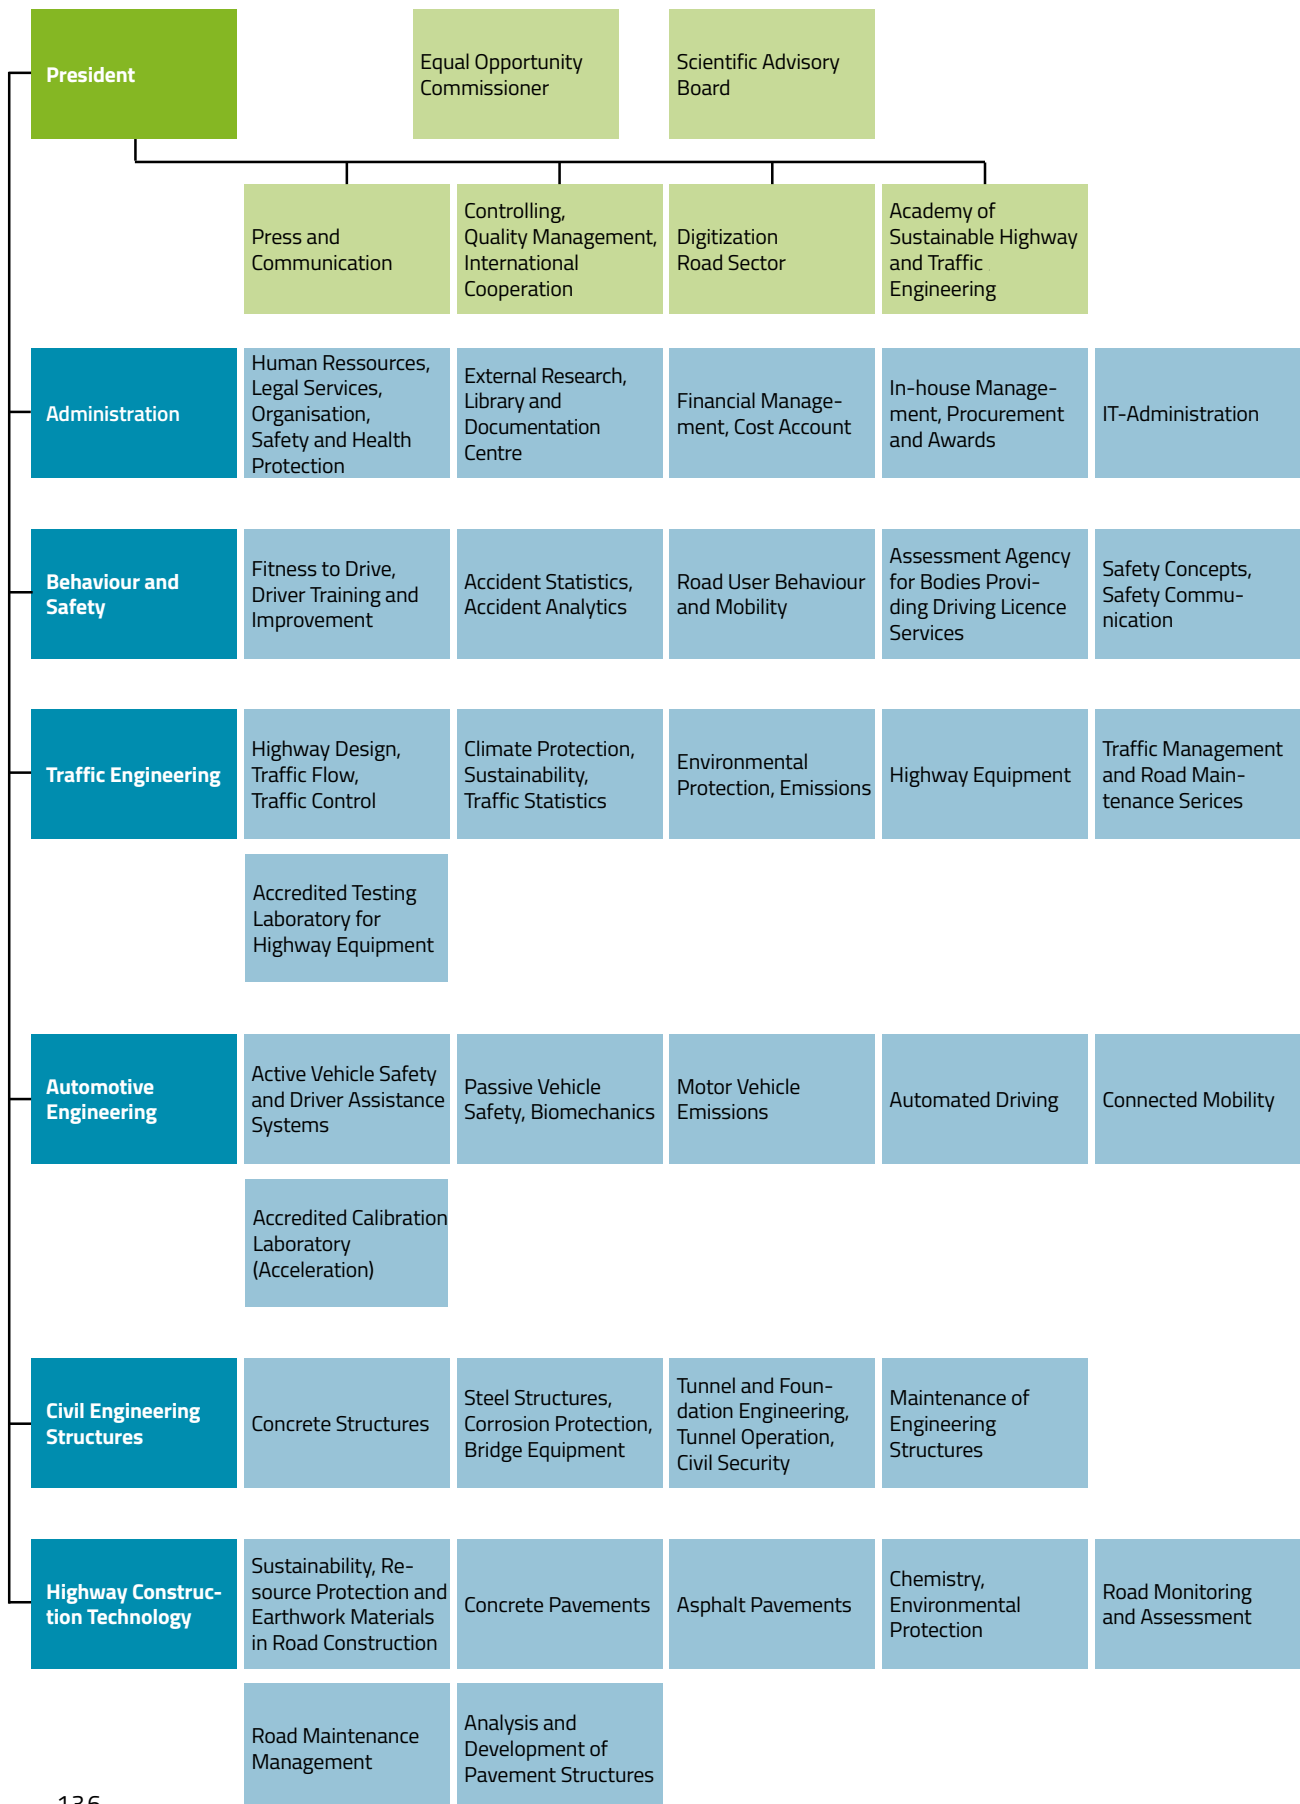 President
Equal Opportunity
Commissioner
Scientific Advisory
Board
Press and
Communication
Controlling,
Quality Management,
International
Cooperation
Digitization
Road Sector
Academy of
Sustainable Highway
and Traffic
Engineering
Administration
Human Ressources,
Legal Services,
Organisation,
Safety and Health
Protection
External Research,
Library and
Documentation
Centre
Financial Manage-
ment, Cost Account
In-house Manage-
ment, Procurement
and Awards
IT-Administration
Behaviour and
Safety
Fitness to Drive,
Driver Training and
Improvement
Accident Statistics,
Accident Analytics
Road User Behaviour
and Mobility
Assessment Agency
for Bodies Provi-
ding Driving Licence
Services
Safety Concepts,
Safety Commu-
nication
Traffic Engineering
Highway Design,
Traffic Flow,
Traffic Control
Climate Protection,
Sustainability,
Traffic Statistics
Environmental
Protection, Emissions
Highway Equipment
Traffic Management
and Road Main-
tenance Serices
Accredited Testing
Laboratory for
Highway Equipment
Automotive
Engineering
Active Vehicle Safety
and Driver Assistance
Systems
Passive Vehicle
Safety, Biomechanics
Motor Vehicle
Emissions
Automated Driving
Connected Mobility
Accredited Calibration
Laboratory
(Acceleration)
Civil Engineering
Structures
Concrete Structures
Steel Structures,
Corrosion Protection,
Bridge Equipment
Tunnel and Foun-
dation Engineering,
Tunnel Operation,
Civil Security
Maintenance of
Engineering
Structures
Highway Construc-
tion Technology
Sustainability, Re-
source Protection and
Earthwork Materials
in Road Construction
Concrete Pavements
Asphalt Pavements
Chemistry,
Environmental
Protection
Road Monitoring
and Assessment
Road Maintenance
Management
Analysis and
Development of
Pavement Structures
136